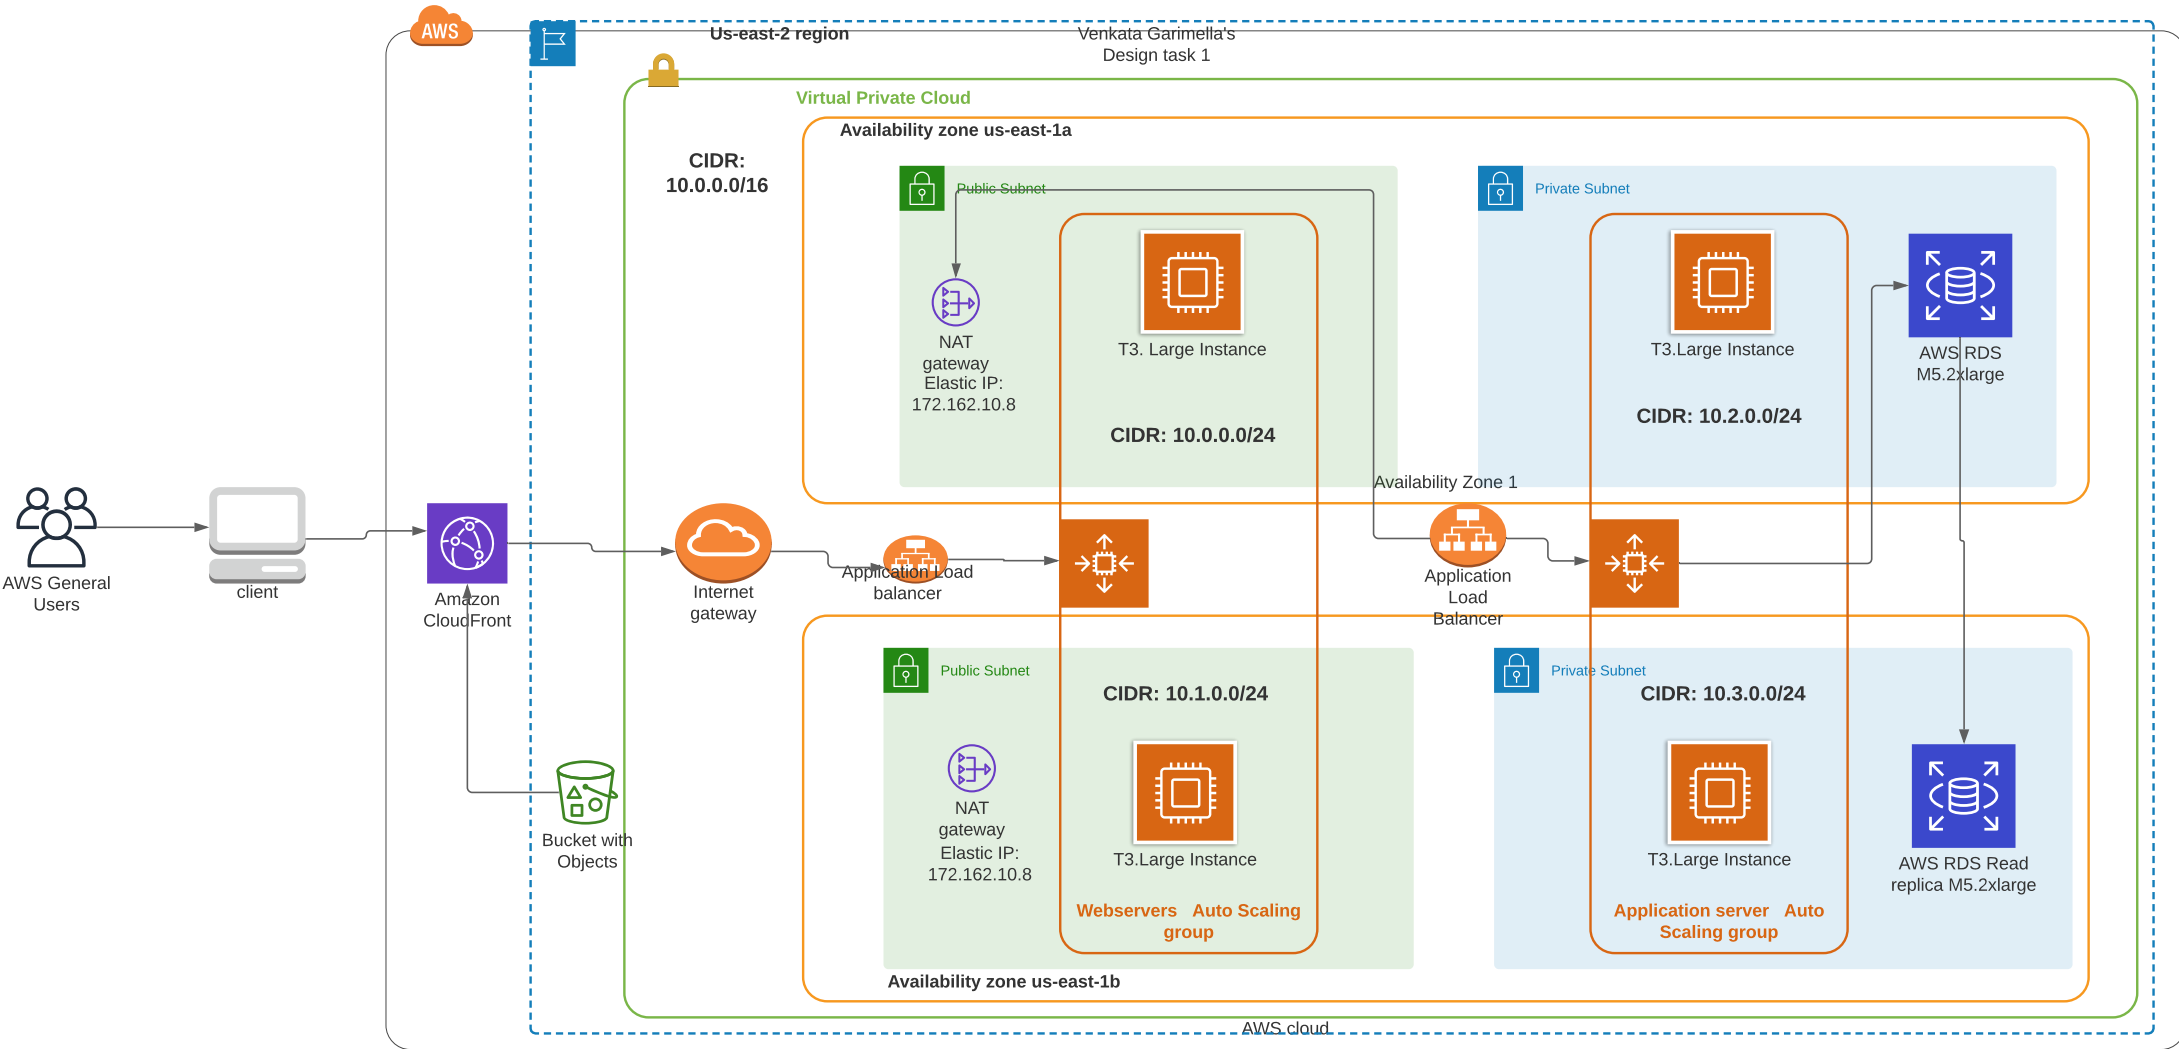 AWS
Us-east-2 region
Venkata Garimella's
Design task 1
Virtual Private Cloud
Availability zone us-east-1a
CIDR:
10.0.0.0/16
Public Subnet
Private Subnet
NAT
gateway
Elastic IP:
172.162.10.8
T3. Large Instance
CIDR: 10.0.0.0/24
T3.Large Instance
CIDR: 10.2.0.0/24
AWS RDS
M5.2xlarge
Availability Zone 1
AWS General
Users
client
Amazon
CloudFront
Internet
gateway
Application Load
balancer
Application
Load
Balancer
Public Subnet
CIDR: 10.1.0.0/24
Private Subnet
CIDR: 10.3.0.0/24
Bucket with
Objects
NAT
gateway
Elastic IP:
172.162.10.8
T3.Large Instance
T3.Large Instance
AWS RDS Read
replica M5.2xlarge
Webservers Auto Scaling
group
Application server Auto
Scaling group
Availability zone us-east-1b
AWS cloud